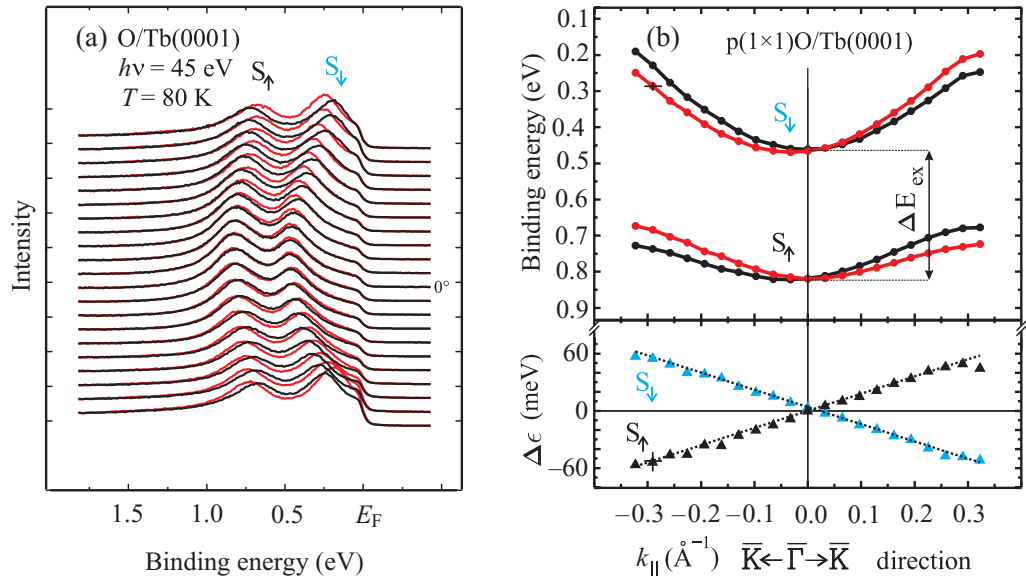 (a) O/Tb(0001)
hν = 45 eV
T = 80 K
S↑
S↓
0°
Intensity
1.5 1.0 0.5 E_F
Binding energy (eV)
(b) p(1×1)O/Tb(0001)
0.1
0.2
0.3
0.4
0.5
0.6
0.7
0.8
0.9
Binding energy (eV)
S↓
ΔE_ex
S↑
60
0
−60
Δϵ (meV)
S↓
S↑
−0.3 −0.2 −0.1 0.0 0.1 0.2 0.3
k_|| (Å⁻¹) K̅←Γ̅→K̅ direction